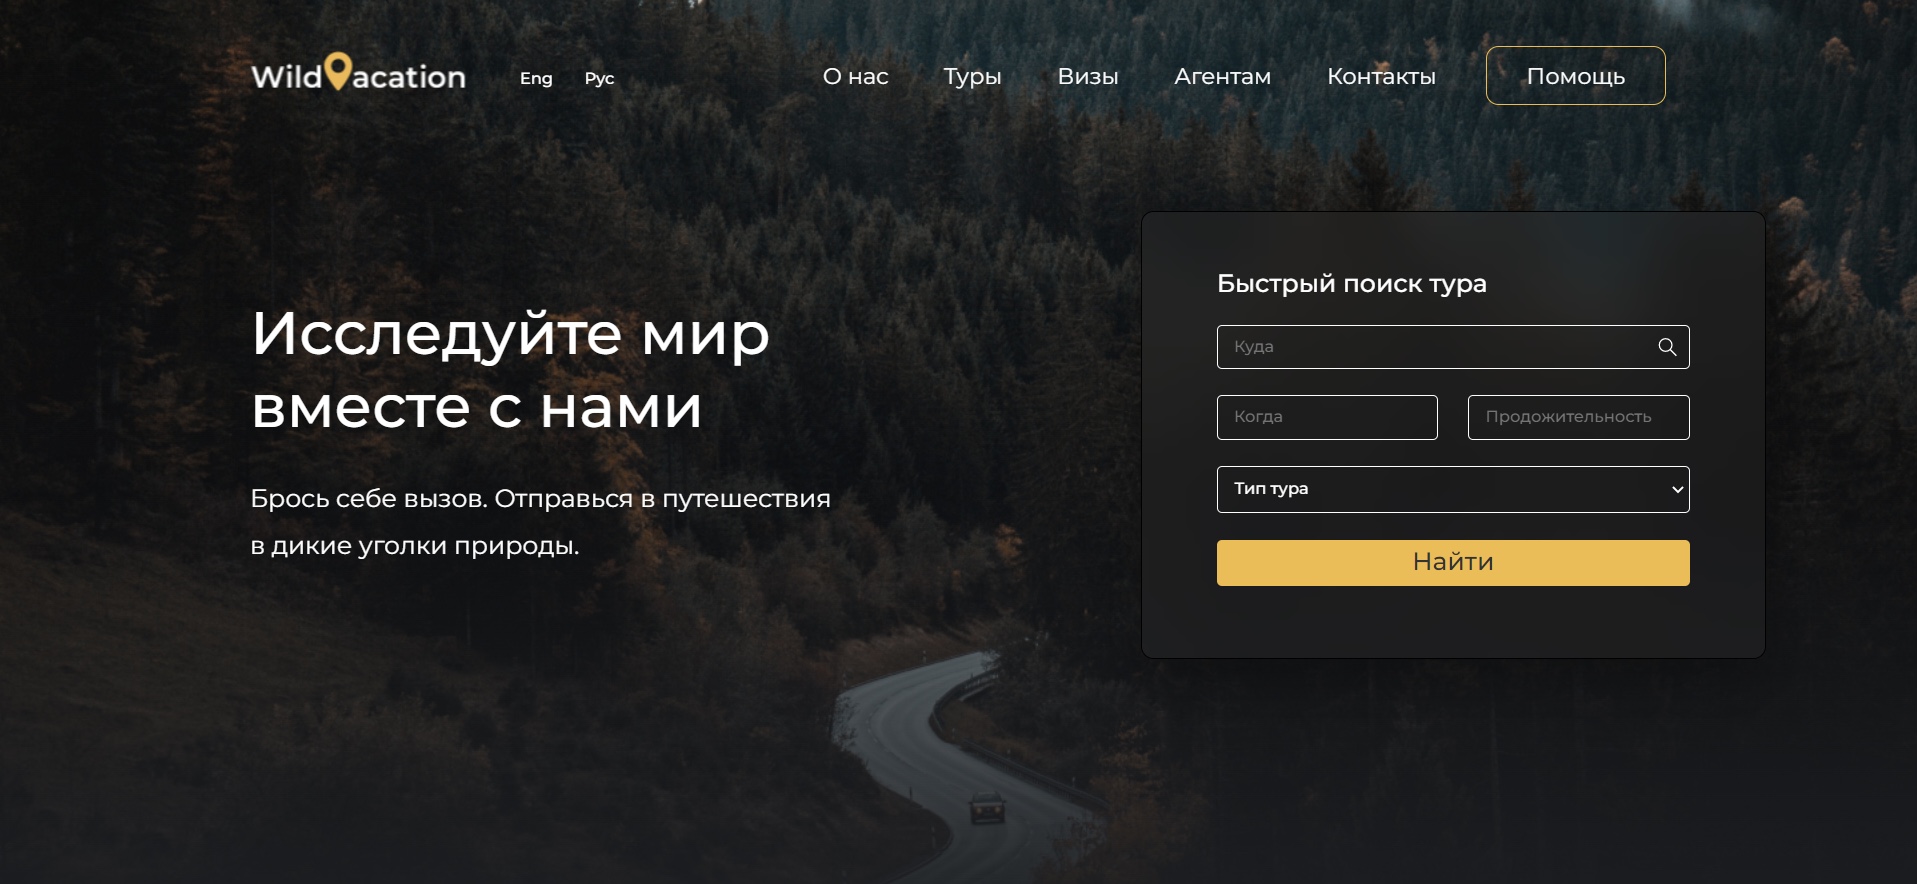 Wild acation
Eng Рус
О нас Туры Визы Агентам Контакты Помощь
Исследуйте мир
вместе с нами
Брось себе вызов. Отправься в путешествия
в дикие уголки природы.
Быстрый поиск тура
Куда
Когда Продожительность
Тип тура
Найти